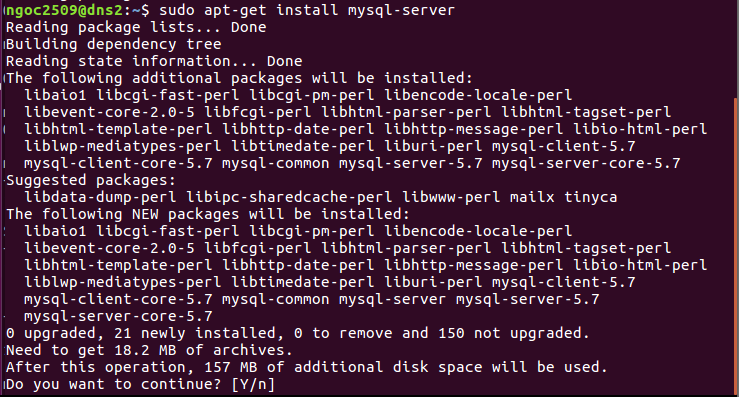 ngoc2509@dns2:~$ sudo apt-get install mysql-server
Reading package lists... Done
Building dependency tree
Reading state information... Done
The following additional packages will be installed:
  libaio1 libcgi-fast-perl libcgi-pm-perl libencode-locale-perl
  libevent-core-2.0-5 libfcgi-perl libhtml-parser-perl libhtml-tagset-perl
  libhtml-template-perl libhttp-date-perl libhttp-message-perl libio-html-perl
  liblwp-mediatypes-perl libtimedate-perl liburi-perl mysql-client-5.7
  mysql-client-core-5.7 mysql-common mysql-server-5.7 mysql-server-core-5.7
Suggested packages:
  libdata-dump-perl libipc-sharedcache-perl libwww-perl mailx tinyca
The following NEW packages will be installed:
  libaio1 libcgi-fast-perl libcgi-pm-perl libencode-locale-perl
  libevent-core-2.0-5 libfcgi-perl libhtml-parser-perl libhtml-tagset-perl
  libhtml-template-perl libhttp-date-perl libhttp-message-perl libio-html-perl
  liblwp-mediatypes-perl libtimedate-perl liburi-perl mysql-client-5.7
  mysql-client-core-5.7 mysql-common mysql-server mysql-server-5.7
  mysql-server-core-5.7
0 upgraded, 21 newly installed, 0 to remove and 150 not upgraded.
Need to get 18.2 MB of archives.
After this operation, 157 MB of additional disk space will be used.
Do you want to continue? [Y/n]